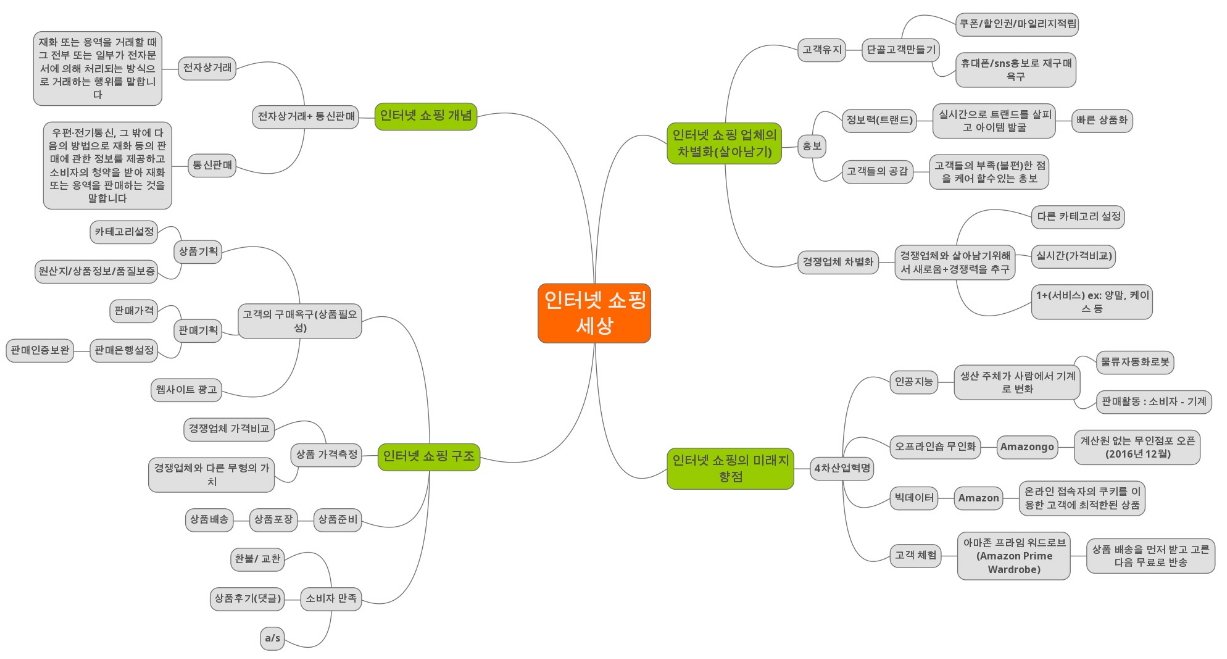 인터넷 쇼핑
세상
인터넷 쇼핑 개념
전자상거래+ 통신판매
전자상거래
재화 또는 용역을 거래할 때
그 전부 또는 일부가 전자문
서에 의해 처리되는 방식으
로 거래하는 행위를 말합니
다
통신판매
우편·전기통신, 그 밖에 다
음의 방법으로 재화 등의 판
매에 관한 정보를 제공하고
소비자의 청약을 받아 재화
또는 용역을 판매하는 것을
말합니다
인터넷 쇼핑 구조
고객의 구매욕구(상품필요
성)
상품기획
카테고리설정
원산지/상품정보/품질보증
판매기획
판매가격
판매은행설정
판매인증보완
웹사이트 광고
상품 가격측정
경쟁업체 가격비교
경쟁업체와 다른 무형의 가
치
상품준비
상품포장
상품배송
소비자 만족
환불/ 교환
상품후기(댓글)
a/s
인터넷 쇼핑 업체의
차별화(살아남기)
고객유지
단골고객만들기
쿠폰/할인권/마일리지적립
휴대폰/sns홍보로 재구매
욕구
홍보
정보력(트랜드)
실시간으로 트랜드를 살피
고 아이템 발굴
빠른 상품화
고객들의 공감
고객들의 부족(불편)한 점
을 케어 할수있는 홍보
경쟁업체 차별화
경쟁업체와 살아남기위해
서 새로움+경쟁력을 추구
다른 카테고리 설정
실시간(가격비교)
1+(서비스) ex: 양말, 케이
스 등
인터넷 쇼핑의 미래지
향점
4차산업혁명
인공지능
생산 주체가 사람에서 기계
로 변화
물류자동화로봇
판매활동 : 소비자 - 기계
오프라인숍 무인화
Amazongo
계산원 없는 무인점포 오픈
(2016년 12월)
빅데이터
Amazon
온라인 접속자의 쿠키를 이
용한 고객에 최적한된 상품
고객 체험
아마존 프라임 워드로브
(Amazon Prime
Wardrobe)
상품 배송을 먼저 받고 고른
다음 무료로 반송